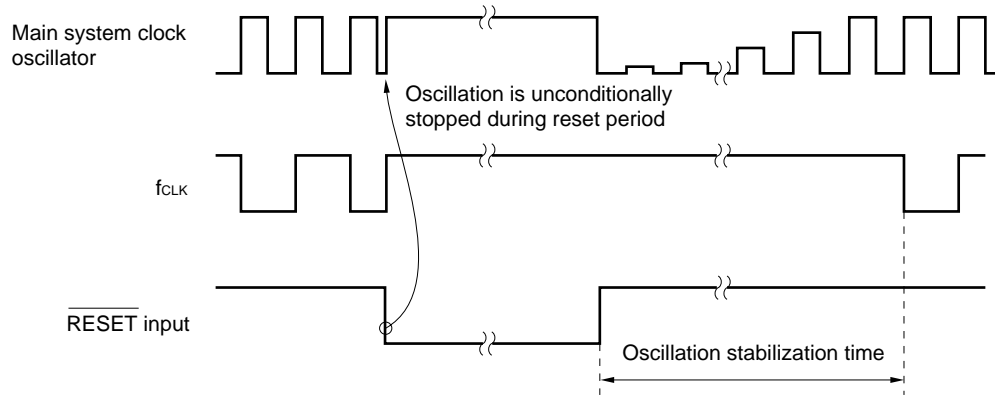 Main system clock
oscillator
Oscillation is unconditionally
stopped during reset period
fCLK
RESET input
Oscillation stabilization time